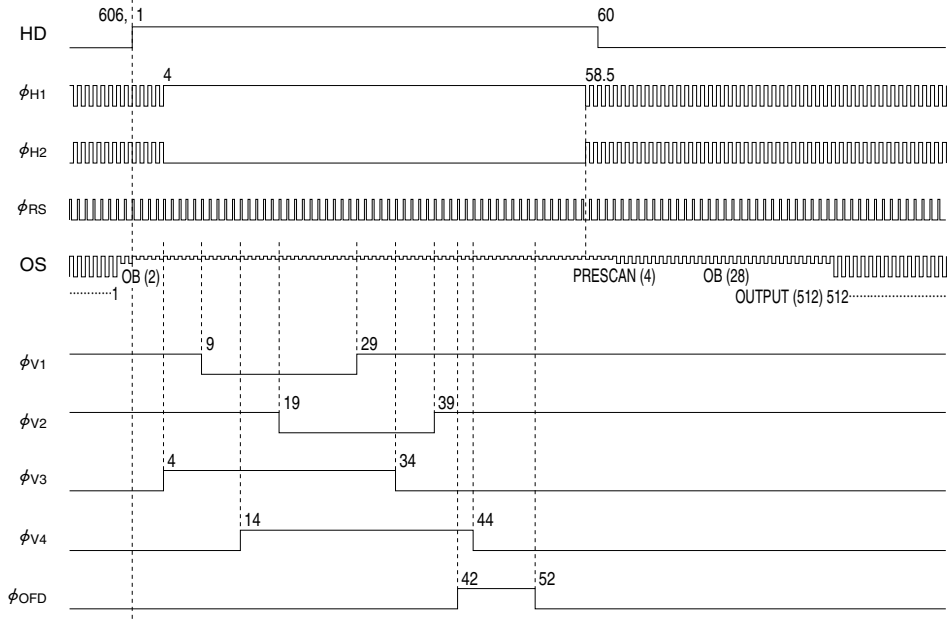 606, 1 60
HD
4 58.5
ϕH1
ϕH2
ϕRS
OS
OB (2) PRESCAN (4) OB (28)
1 OUTPUT (512) 512
9 29
ϕV1
19 39
ϕV2
4 34
ϕV3
14 44
ϕV4
42 52
ϕOFD